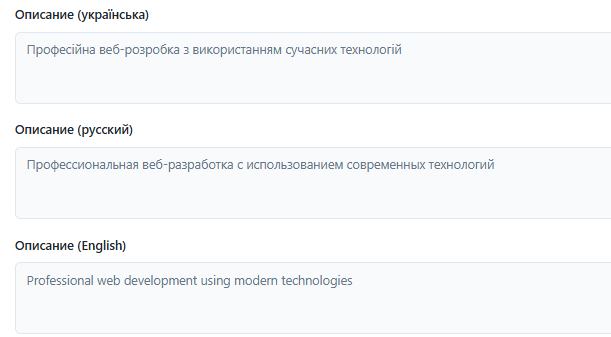 Описание (українська)
Професійна веб-розробка з використанням сучасних технологій
Описание (русский)
Профессиональная веб-разработка с использованием современных технологий
Описание (English)
Professional web development using modern technologies